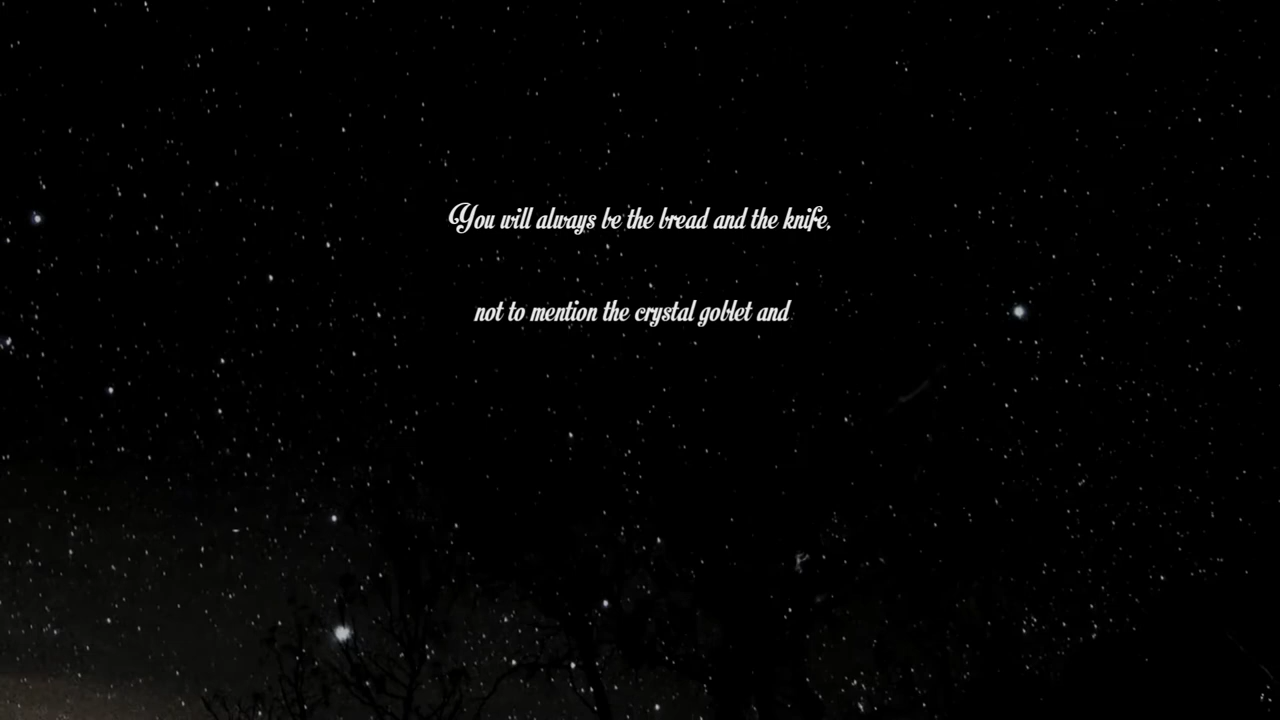 You will always be the bread and the knife,
not to mention the crystal goblet and